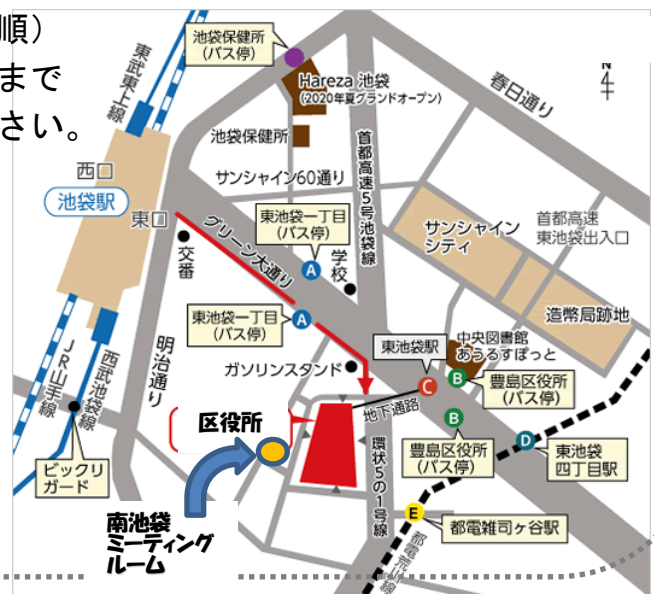 順）
まで
さい。
池袋保健所
（バス停）
Hareza 池袋
（2020年夏グランドオープン）
池袋保健所
東武東上線
西口
池袋駅
東口
サンシャイン60通り
首都高速5号池袋線
春日通り
N
東池袋一丁目
（バス停）
A
学校
グリーン大通り
交番
サンシャイン
シティ
首都高速
東池袋出入口
造幣局跡地
東池袋一丁目
（バス停）
A
明治通り
ガソリンスタンド
東池袋駅
中央図書館
あうるすぽっと
C
B
豊島区役所
（バス停）
地下通路
B
豊島区役所
（バス停）
D
東池袋
四丁目駅
JR山手線
西武池袋線
ビックリ
ガード
区役所
環状5の1号線
E
都電雑司ヶ谷駅
都電荒川線
南池袋
ミーティング
ルーム